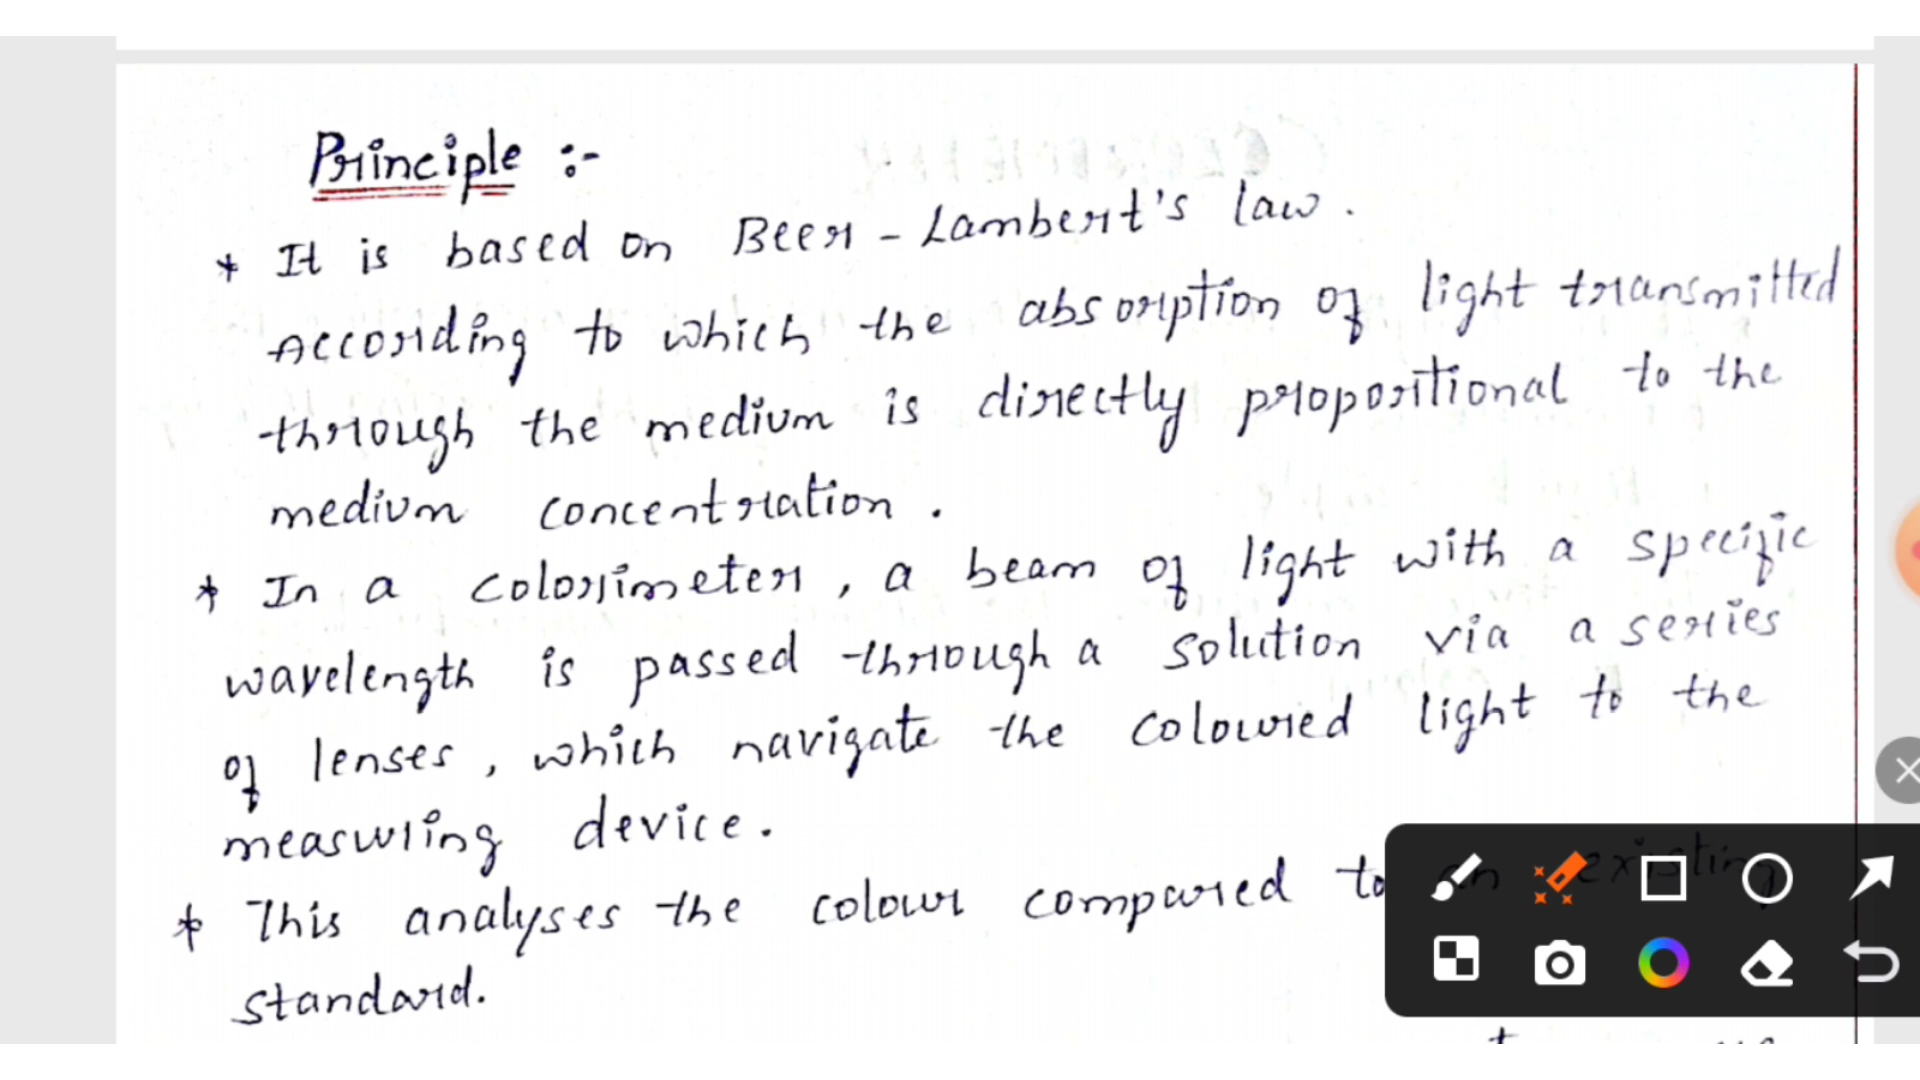 Principle :-
* It is based on Beer - Lambert's law.
According to which the absorption of light transmitted
through the medium is directly proportional to the
medium concentration.
* In a colorimeter, a beam of light with a specific
wavelength is passed through a solution via a series
of lenses, which navigate the coloured light to the
measuring device.
* This analyses the colour compared to an existing
standard.